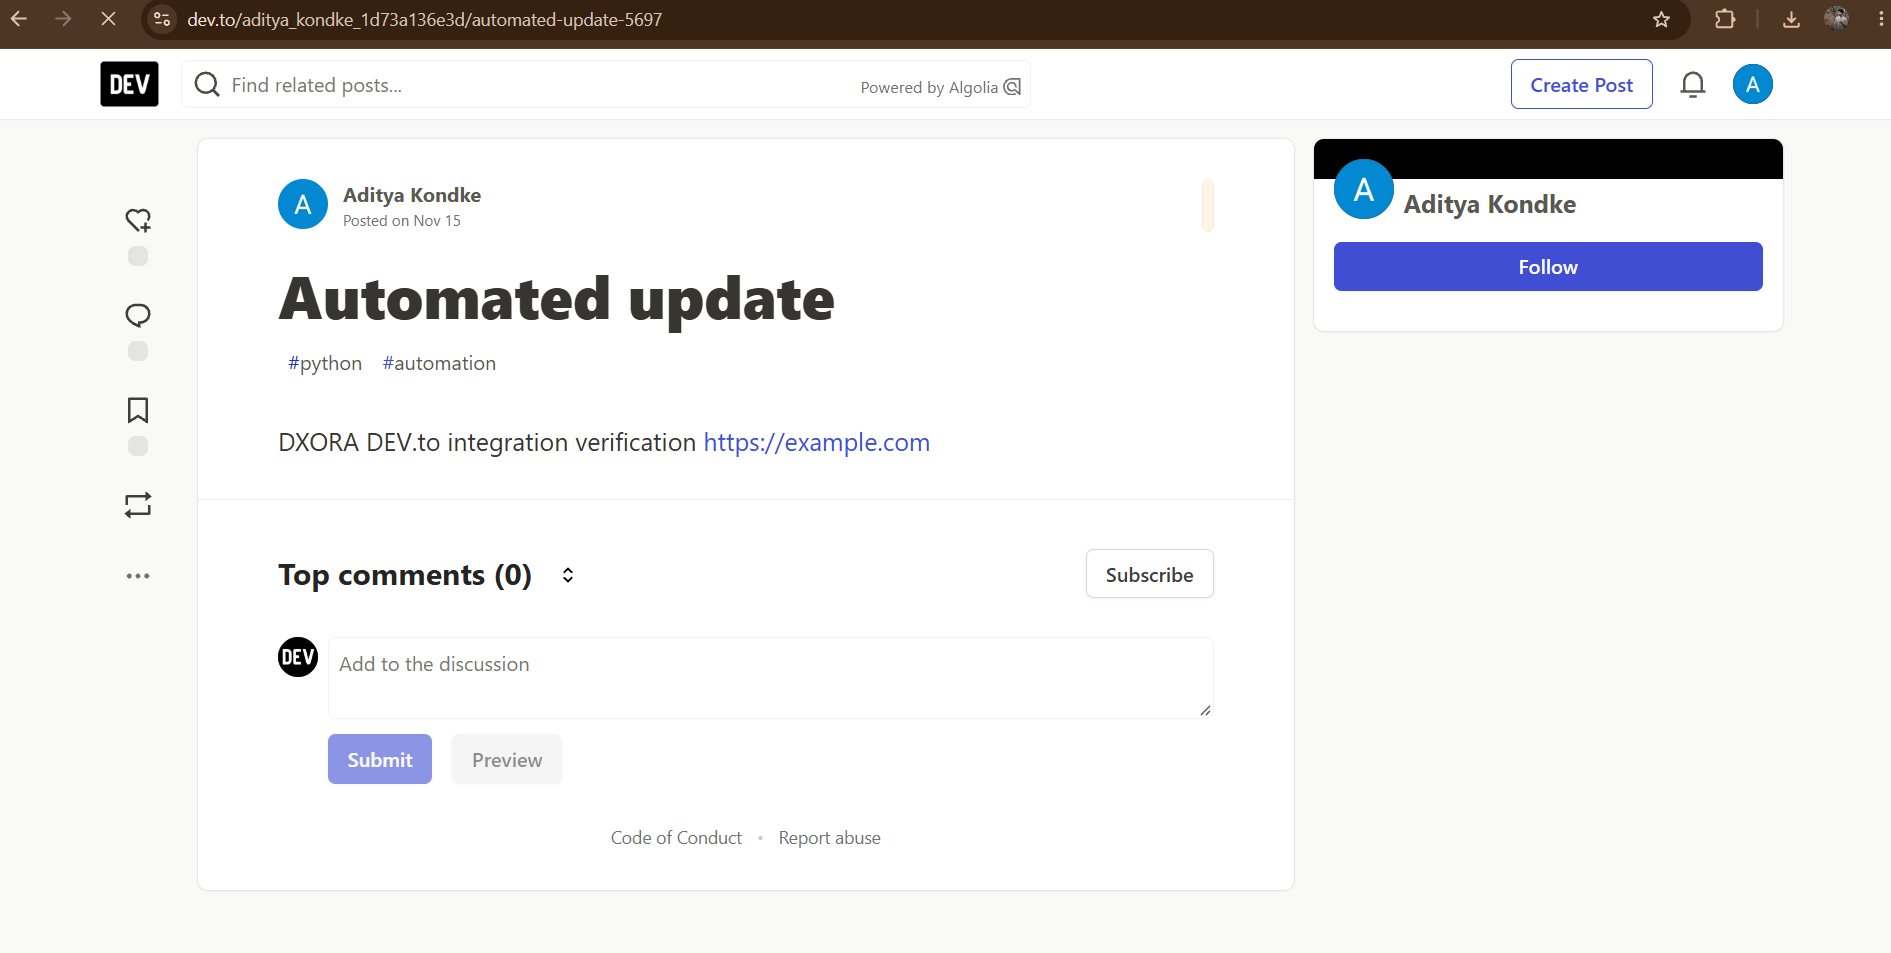 dev.to/aditya_kondke_1d73a136e3d/automated-update-5697
DEV
Find related posts...
Powered by Algolia
Create Post
A
A
Aditya Kondke
Posted on Nov 15
Automated update
#python #automation
DXORA DEV.to integration verification https://example.com
Top comments (0)
Subscribe
DEV
Add to the discussion
Submit
Preview
Code of Conduct • Report abuse
A
Aditya Kondke
Follow